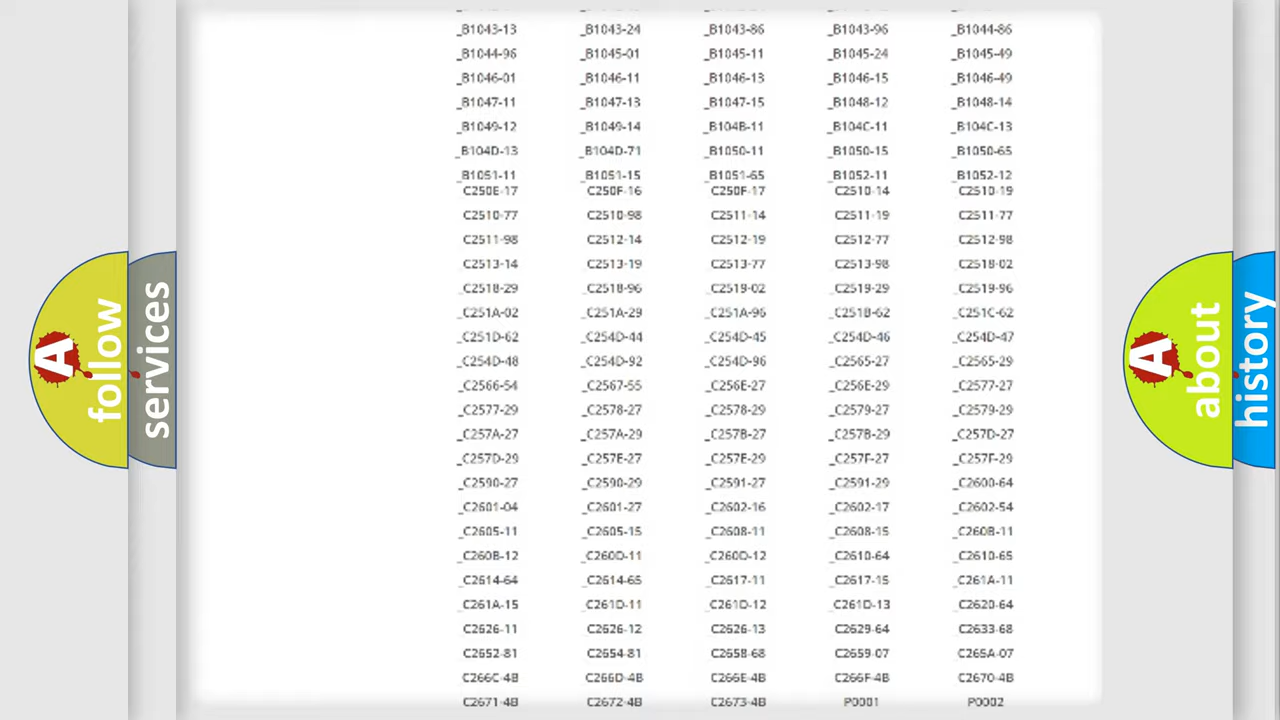 _B1043-13 _B1043-24 _B1043-86 _B1043-96 _B1044-86
_B1044-96 _B1045-01 _B1045-11 _B1045-24 _B1045-49
_B1046-01 _B1046-11 _B1046-13 _B1046-15 _B1046-49
_B1047-11 _B1047-13 _B1047-15 _B1048-12 _B1048-14
_B1049-12 _B1049-14 _B104B-11 _B104C-11 _B104C-13
_B104D-13 _B104D-71 _B1050-11 _B1050-15 _B1050-65
_B1051-11 _B1051-15 _B1051-65 _B1052-11 _B1052-12
C250E-17 C250F-16 C250F-17 C2510-14 C2510-19
C2510-77 C2510-98 C2511-14 C2511-19 C2511-77
C2511-98 C2512-14 C2512-19 C2512-77 C2512-98
C2513-14 C2513-19 C2513-77 C2513-98 C2518-02
_C2518-29 _C2518-96 _C2519-02 _C2519-29 _C2519-96
_C251A-02 _C251A-29 _C251A-96 _C251B-62 _C251C-62
_C251D-62 _C254D-44 _C254D-45 _C254D-46 _C254D-47
_C254D-48 _C254D-92 _C254D-96 _C2565-27 _C2565-29
_C2566-54 _C2567-55 _C256E-27 _C256E-29 _C2577-27
_C2577-29 _C2578-27 _C2578-29 _C2579-27 _C2579-29
_C257A-27 _C257A-29 _C257B-27 _C257B-29 _C257D-27
_C257D-29 _C257E-27 _C257E-29 _C257F-27 _C257F-29
_C2590-27 _C2590-29 _C2591-27 _C2591-29 _C2600-64
_C2601-04 _C2601-27 _C2602-16 _C2602-17 _C2602-54
_C2605-11 _C2605-15 _C2608-11 _C2608-15 _C260B-11
_C260B-12 _C260D-11 _C260D-12 _C2610-64 _C2610-65
_C2614-64 _C2614-65 _C2617-11 _C2617-15 _C261A-11
_C261A-15 _C261D-11 _C261D-12 _C261D-13 _C2620-64
C2626-11 C2626-12 C2626-13 C2629-64 C2633-68
C2652-81 C2654-81 C2658-68 C2659-07 C265A-07
C266C-4B C266D-4B C266E-4B C266F-4B C2670-4B
C2671-4B C2672-4B C2673-4B P0001 P0002
A follow
services
A about
history